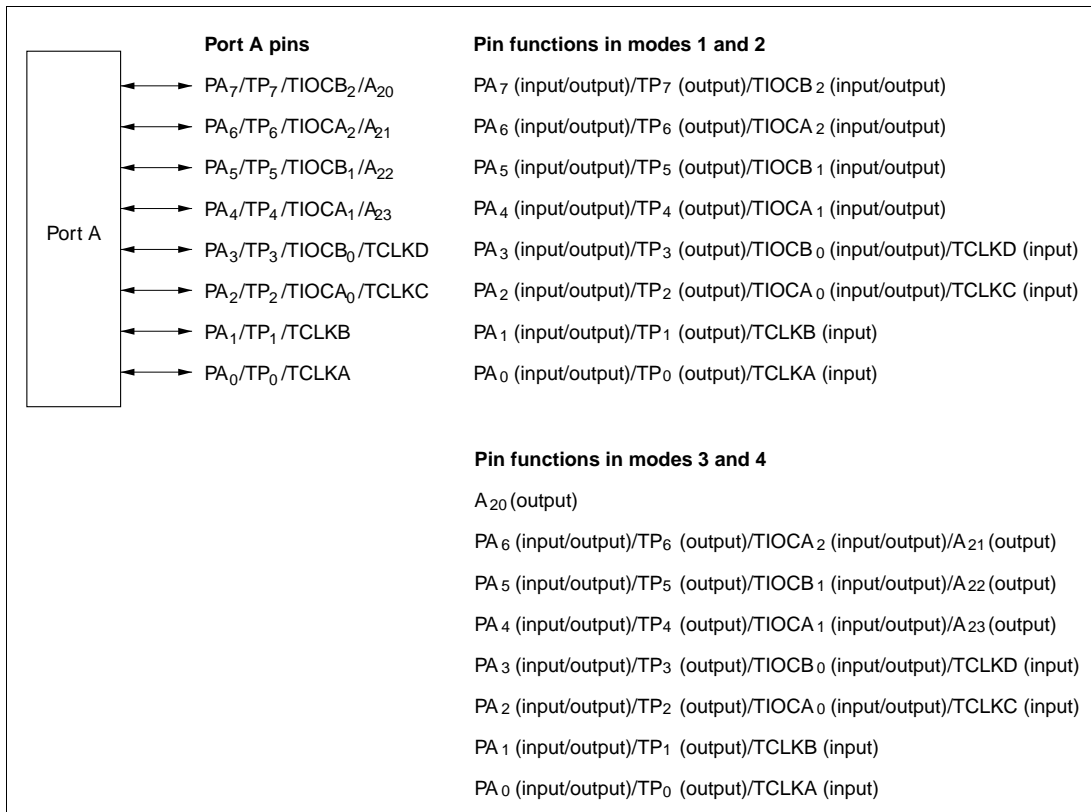 Port A pins Pin functions in modes 1 and 2
PA7/TP7/TIOCB2/A20 PA7 (input/output)/TP7 (output)/TIOCB2 (input/output)
PA6/TP6/TIOCA2/A21 PA6 (input/output)/TP6 (output)/TIOCA2 (input/output)
PA5/TP5/TIOCB1/A22 PA5 (input/output)/TP5 (output)/TIOCB1 (input/output)
PA4/TP4/TIOCA1/A23 PA4 (input/output)/TP4 (output)/TIOCA1 (input/output)
Port A
PA3/TP3/TIOCB0/TCLKD PA3 (input/output)/TP3 (output)/TIOCB0 (input/output)/TCLKD (input)
PA2/TP2/TIOCA0/TCLKC PA2 (input/output)/TP2 (output)/TIOCA0 (input/output)/TCLKC (input)
PA1/TP1/TCLKB PA1 (input/output)/TP1 (output)/TCLKB (input)
PA0/TP0/TCLKA PA0 (input/output)/TP0 (output)/TCLKA (input)
Pin functions in modes 3 and 4
A20 (output)
PA6 (input/output)/TP6 (output)/TIOCA2 (input/output)/A21 (output)
PA5 (input/output)/TP5 (output)/TIOCB1 (input/output)/A22 (output)
PA4 (input/output)/TP4 (output)/TIOCA1 (input/output)/A23 (output)
PA3 (input/output)/TP3 (output)/TIOCB0 (input/output)/TCLKD (input)
PA2 (input/output)/TP2 (output)/TIOCA0 (input/output)/TCLKC (input)
PA1 (input/output)/TP1 (output)/TCLKB (input)
PA0 (input/output)/TP0 (output)/TCLKA (input)